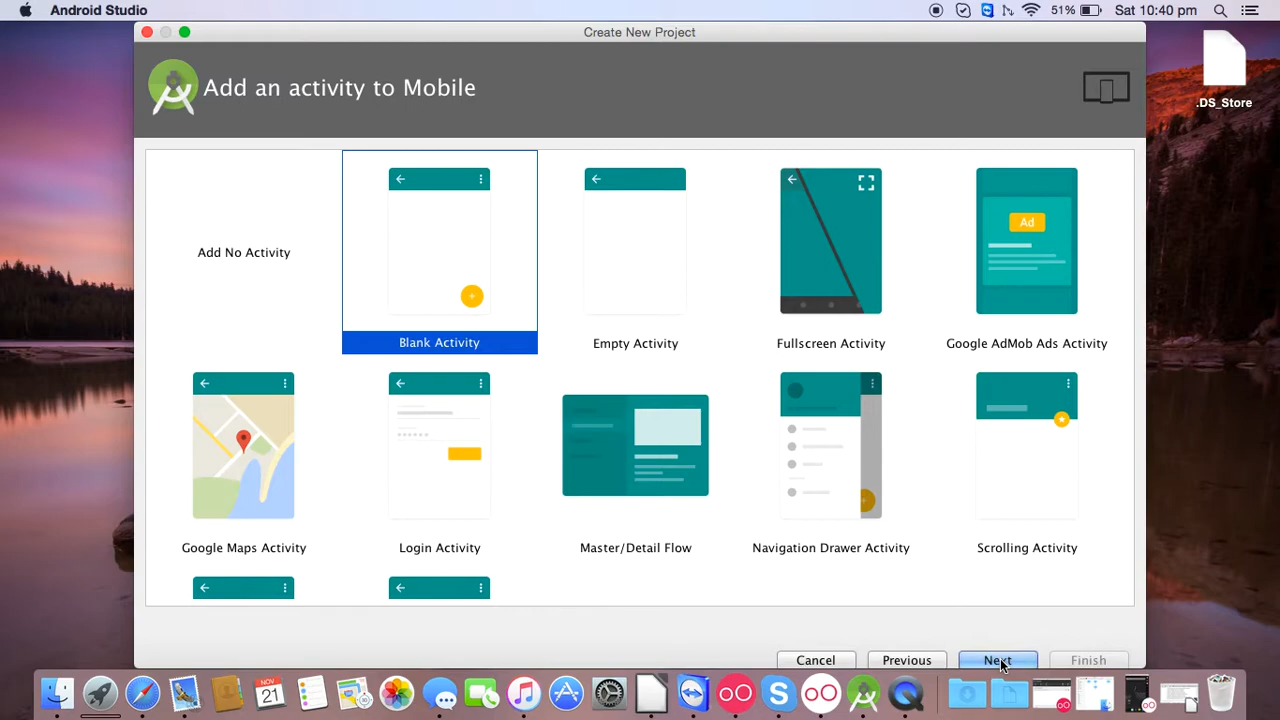 Android Studio
51%
Sat 10:40 pm
Create New Project
Add an activity to Mobile
.DS_Store
Add No Activity
Blank Activity
Empty Activity
Fullscreen Activity
Ad
Google AdMob Ads Activity
Google Maps Activity
Login Activity
Master/Detail Flow
Navigation Drawer Activity
Scrolling Activity
Cancel
Previous
Next
Finish
NOV
21